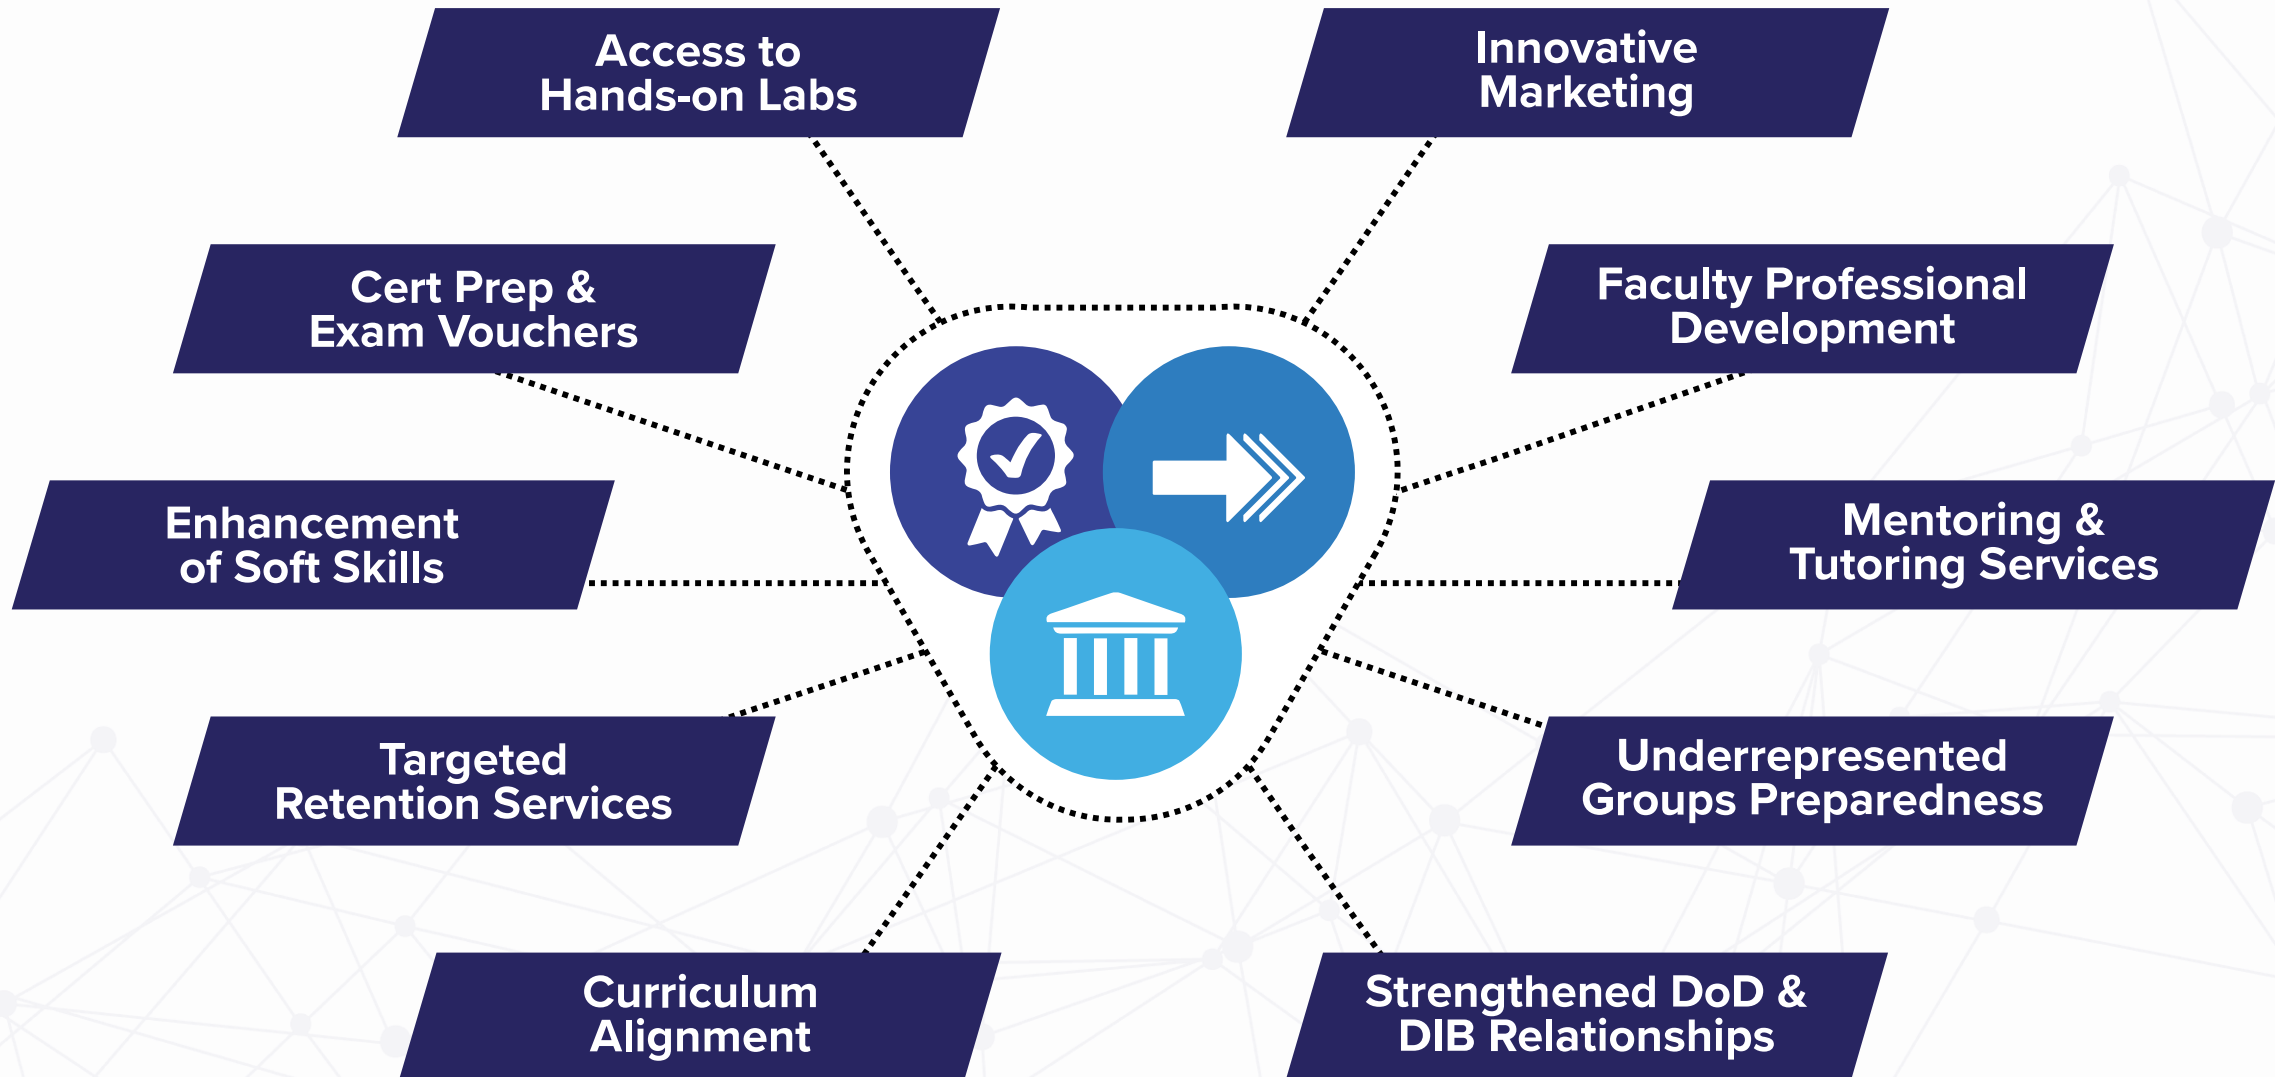 Access to
Hands-on Labs
Innovative
Marketing
Cert Prep &
Exam Vouchers
Faculty Professional
Development
Enhancement
of Soft Skills
Mentoring &
Tutoring Services
Targeted
Retention Services
Underrepresented
Groups Preparedness
Curriculum
Alignment
Strengthened DoD &
DIB Relationships